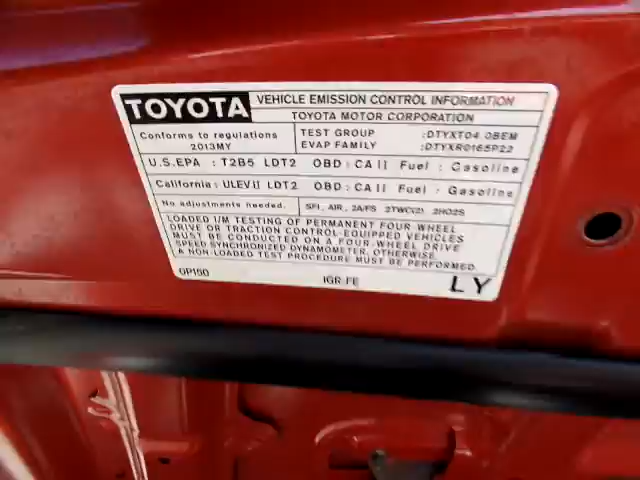 TOYOTA VEHICLE EMISSION CONTROL INFORMATION
TOYOTA MOTOR CORPORATION
Conforms to regulations
2013MY
TEST GROUP :DTYXT04.0BEM
EVAP FAMILY :DTYXR0165P22
U.S.EPA : T2B5 LDT2 OBD : CA II Fuel : Gasoline
California : ULEV II LDT2 OBD : CA II Fuel : Gasoline
No adjustments needed. SFI, AIR, 2A/FS 2TWC(2) 2HO2S
LOADED I/M TESTING OF PERMANENT FOUR WHEEL
DRIVE OR TRACTION CONTROL EQUIPPED VEHICLES
MUST BE CONDUCTED ON A FOUR WHEEL DRIVE
SPEED SYNCHRONIZED DYNAMOMETER, OTHERWISE,
A NON-LOADED TEST PROCEDURE MUST BE PERFORMED.
0P150 1GR-FE LY